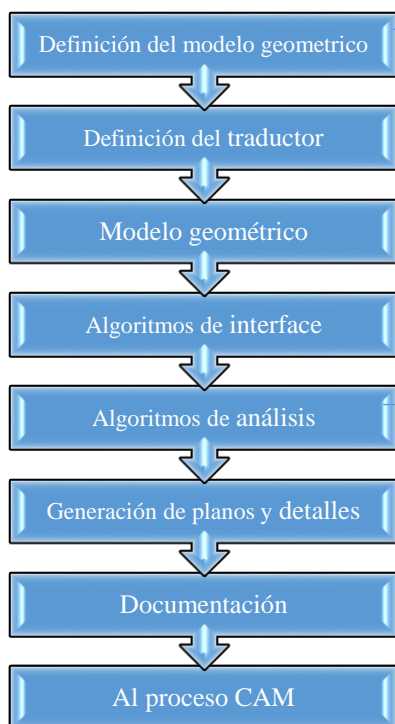 Definición del modelo geometrico
Definición del traductor
Modelo geométrico
Algoritmos de interface
Algoritmos de análisis
Generación de planos y detalles
Documentación
Al proceso CAM